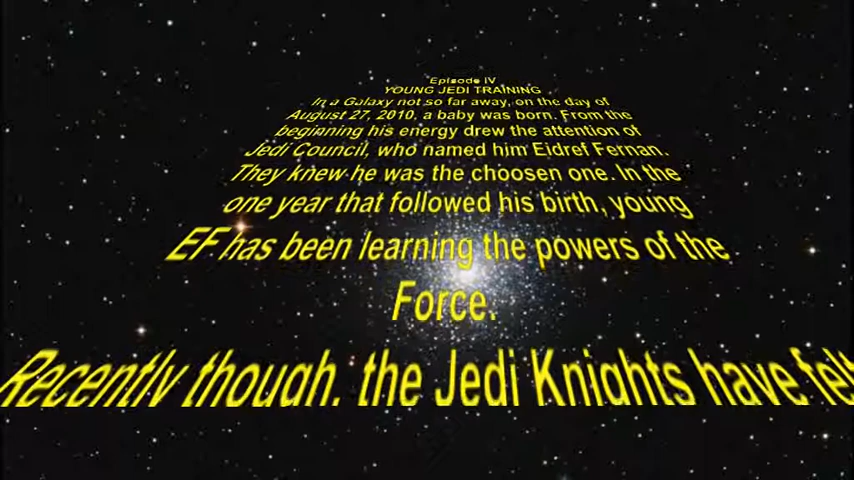 Episode IV
YOUNG JEDI TRAINING
In a Galaxy not so far away, on the day of
August 27, 2010, a baby was born. From the
beginning his energy drew the attention of
Jedi Council, who named him Eidref Fernan.
They knew he was the choosen one. In the
one year that followed his birth, young
EF has been learning the powers of the
Force.
Recently though, the Jedi Knights have felt